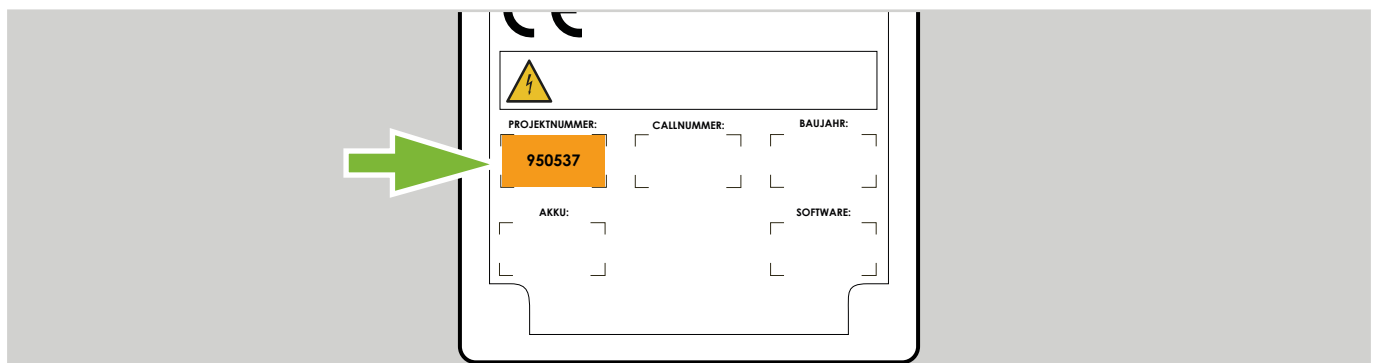 CE
PROJEKTNUMMER: CALLNUMMER: BAUJAHR:
950537
AKKU: SOFTWARE: